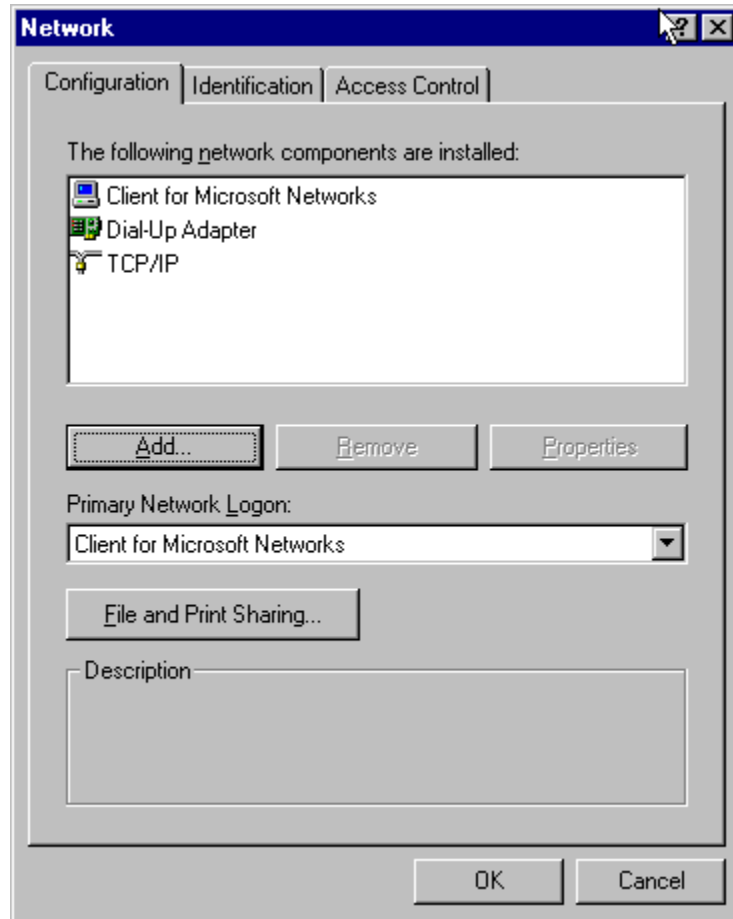 Network
Configuration Identification Access Control
The following network components are installed:
Client for Microsoft Networks
Dial-Up Adapter
TCP/IP
Add... Remove Properties
Primary Network Logon:
Client for Microsoft Networks
File and Print Sharing...
Description
OK Cancel